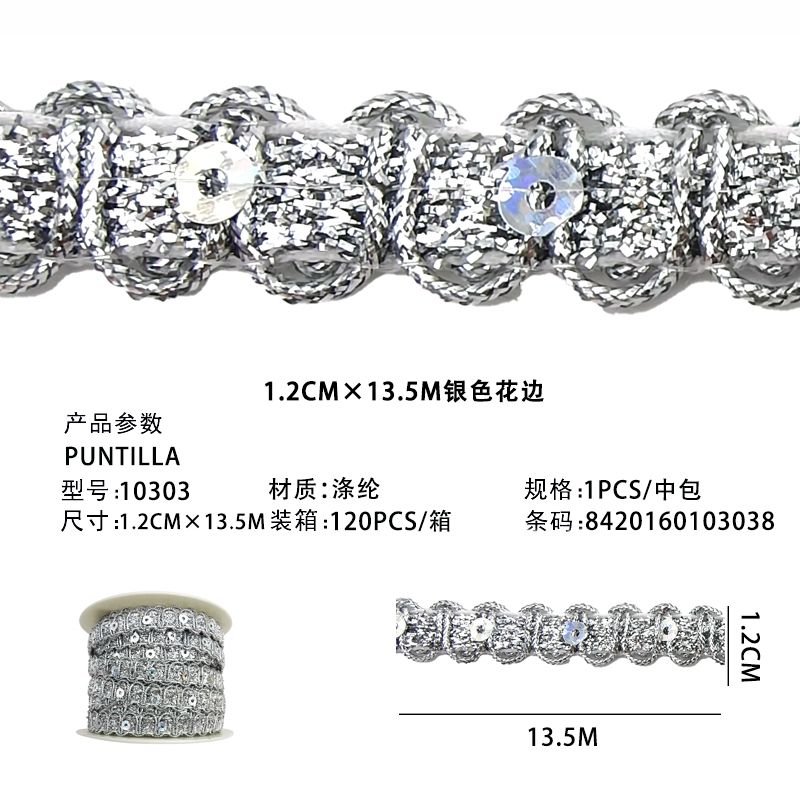 1.2CM×13.5M银色花边
产品参数
PUNTILLA
型号:10303 材质:涤纶 规格:1PCS/中包
尺寸:1.2CM×13.5M 装箱:120PCS/箱 条码:8420160103038
1.2CM
13.5M